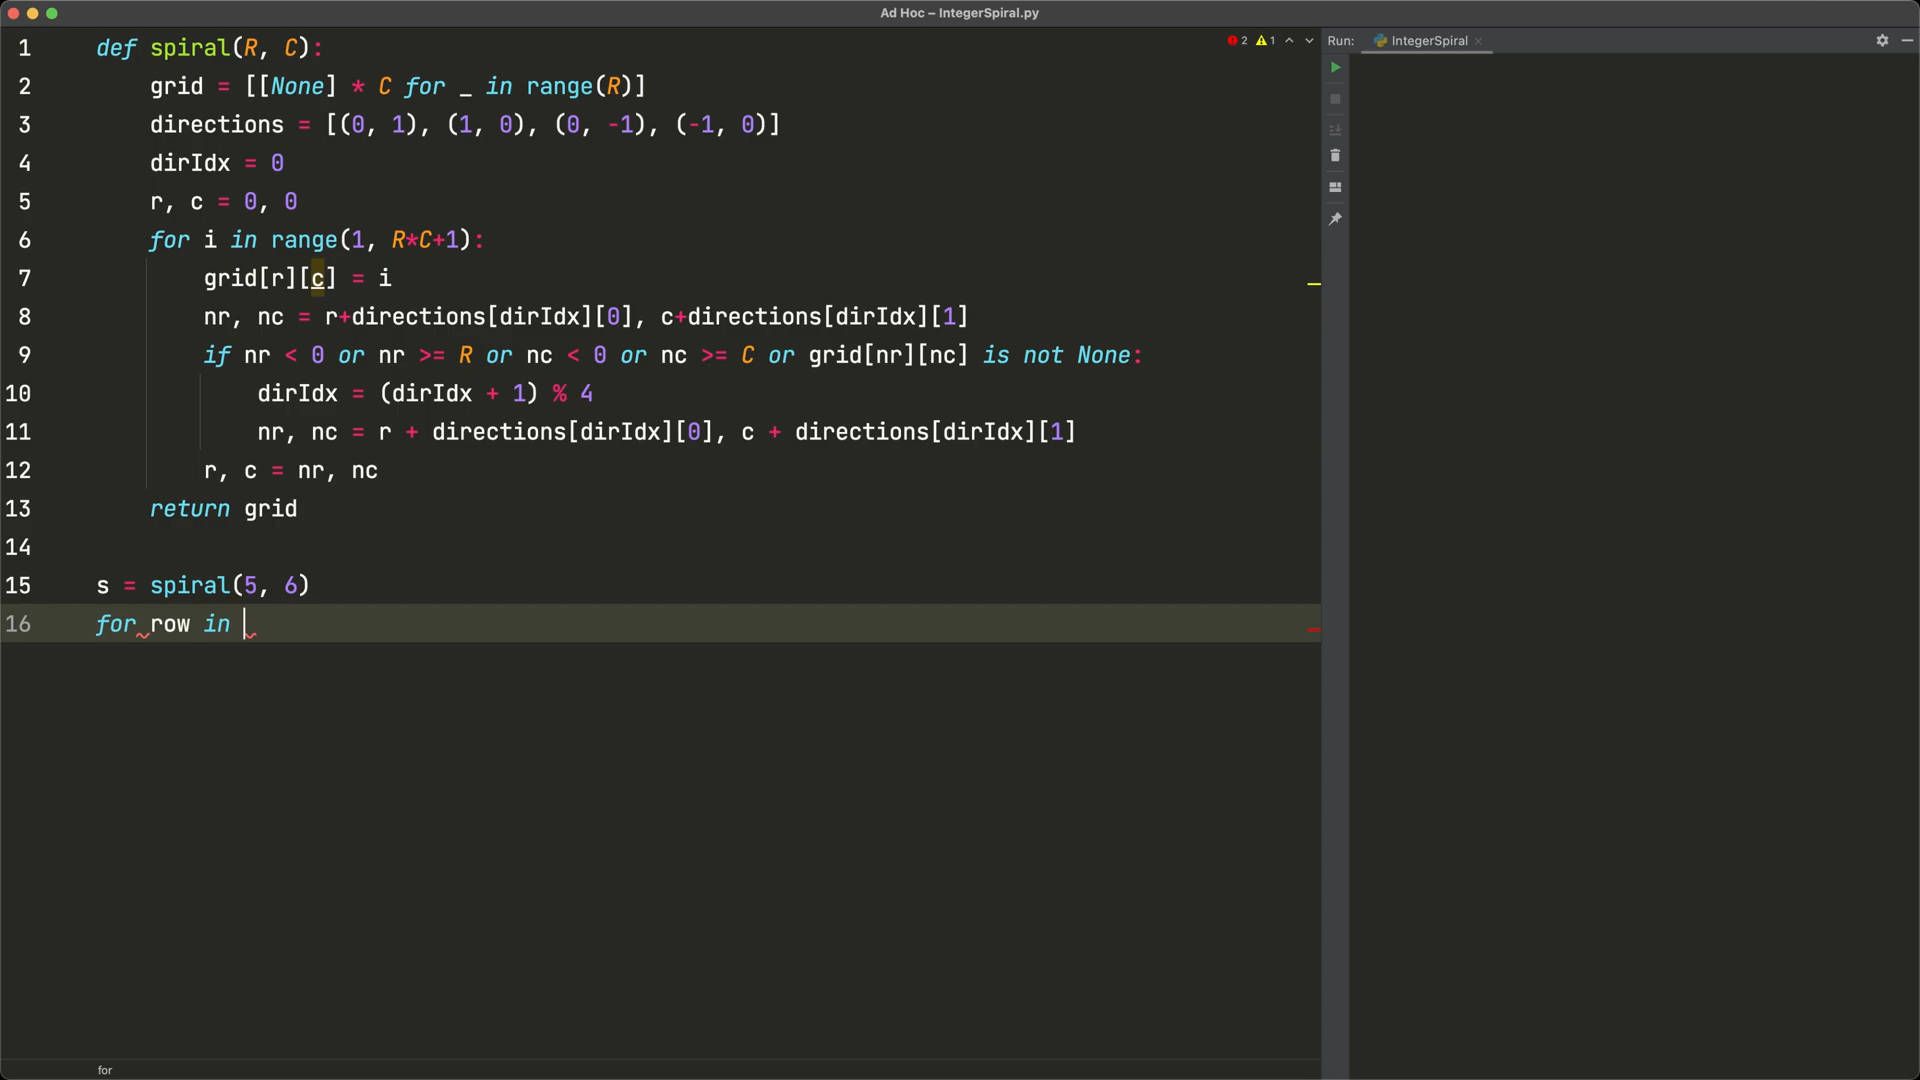 Ad Hoc – IntegerSpiral.py
1 def spiral(R, C):
2 grid = [[None] * C for _ in range(R)]
3 directions = [(0, 1), (1, 0), (0, -1), (-1, 0)]
4 dirIdx = 0
5 r, c = 0, 0
6 for i in range(1, R*C+1):
7 grid[r][c] = i
8 nr, nc = r+directions[dirIdx][0], c+directions[dirIdx][1]
9 if nr < 0 or nr >= R or nc < 0 or nc >= C or grid[nr][nc] is not None:
10 dirIdx = (dirIdx + 1) % 4
11 nr, nc = r + directions[dirIdx][0], c + directions[dirIdx][1]
12 r, c = nr, nc
13 return grid
14
15 s = spiral(5, 6)
16 for row in
2 1
Run: IntegerSpiral
for